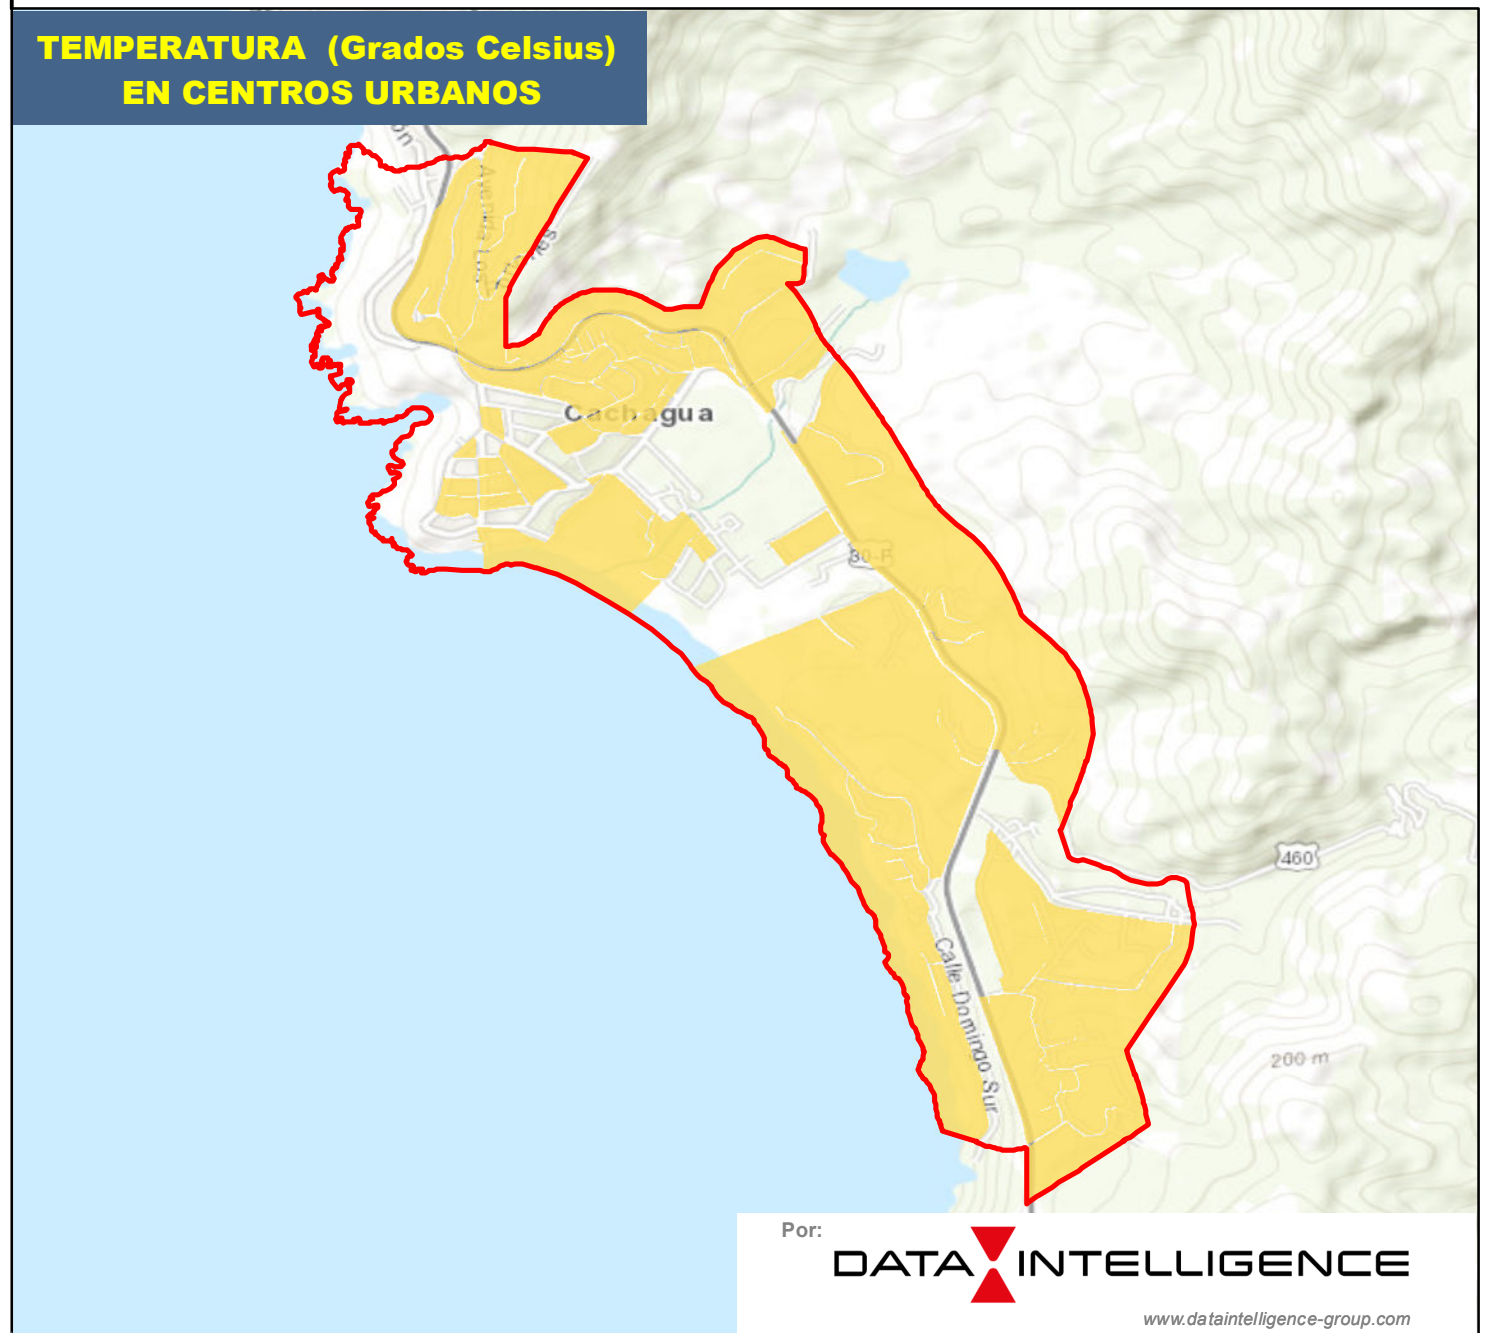 TEMPERATURA (Grados Celsius)
EN CENTROS URBANOS
Cachagua
30-F
460
Calle Domingo Sur
200 m
Por:
DATA INTELLIGENCE
www.dataintelligence-group.com